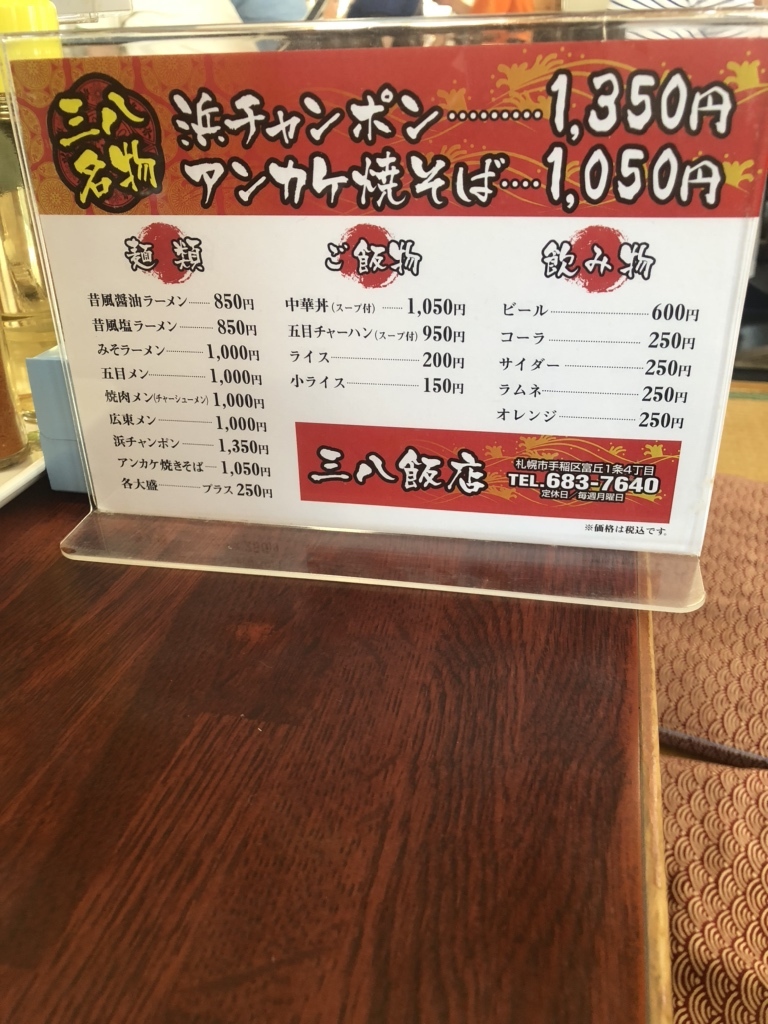 三八名物
浜チャンポン………1,350円
アンカケ焼そば‥‥1,050円
麺類
昔風醤油ラーメン……850円
昔風塩ラーメン………850円
みそラーメン………1,000円
五目メン……………1,000円
焼肉メン(チャーシューメン)1,000円
広東メン……………1,000円
浜チャンポン………1,350円
アンカケ焼きそば…1,050円
各大盛………プラス250円
ご飯物
中華丼(スープ付)……1,050円
五目チャーハン(スープ付)950円
ライス…………………200円
小ライス………………150円
飲み物
ビール…………………600円
コーラ…………………250円
サイダー………………250円
ラムネ…………………250円
オレンジ………………250円
三八飯店
札幌市手稲区富丘1条4丁目
TEL.683-7640
定休日/毎週月曜日
※価格は税込です。